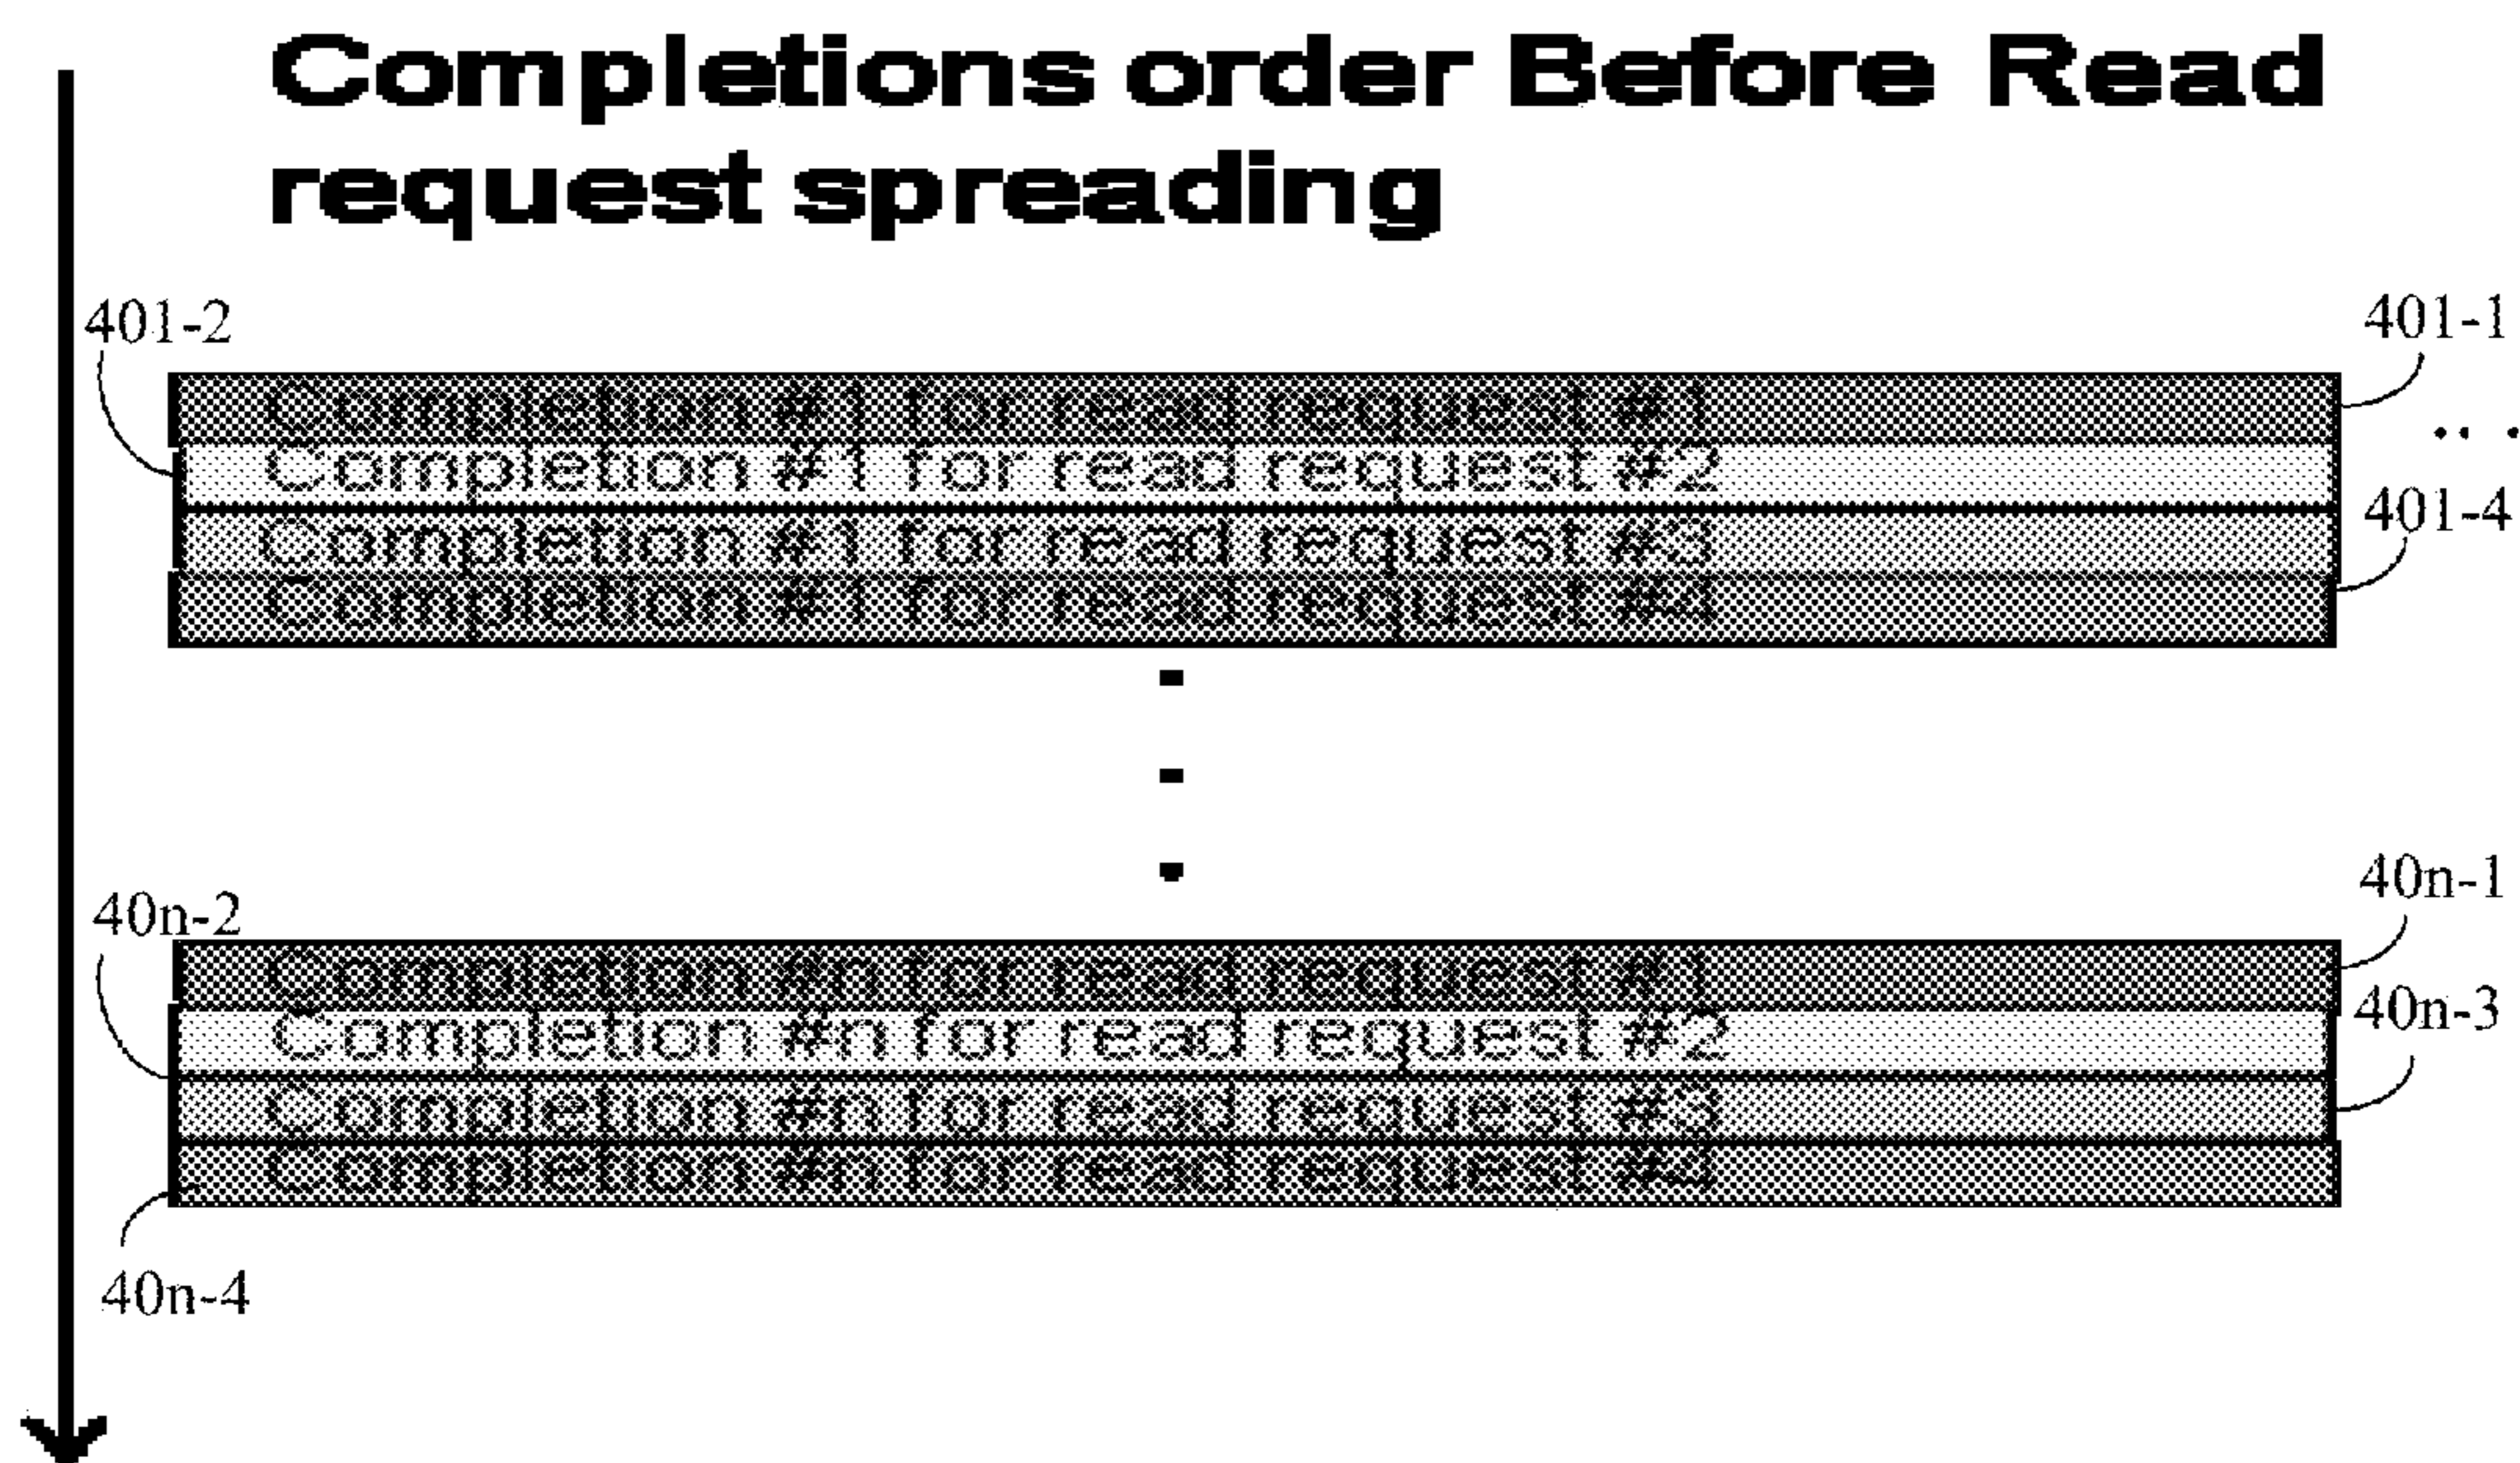 Completions order Before Read
request spreading
401-2
401-1
Completion #1 for read request #1
...
Completion #1 for read request #2
401-4
Completion #1 for read request #3
Completion #1 for read request #4
40n-2
40n-1
Completion #n for read request #1
40n-3
Completion #n for read request #2
Completion #n for read request #3
Completion #n for read request #4
40n-4